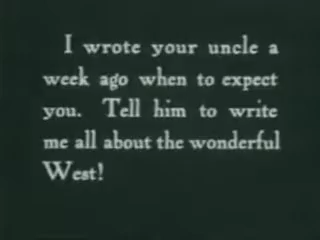 I wrote your uncle a
week ago when to expect
you. Tell him to write
me all about the wonderful
West!